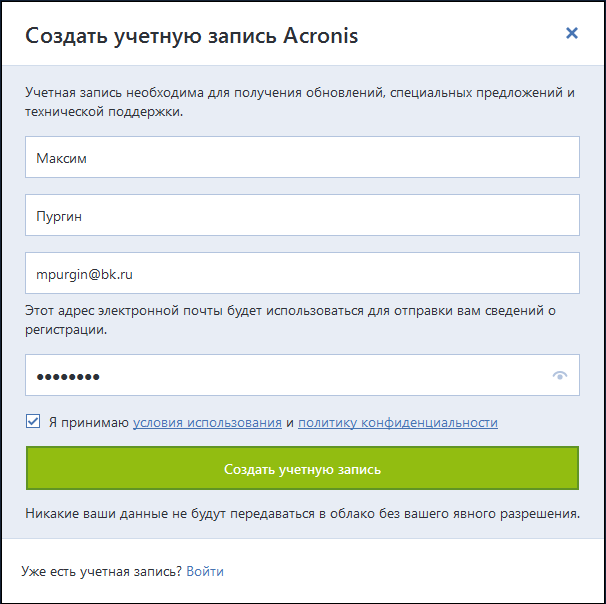 Создать учетную запись Acronis
Учетная запись необходима для получения обновлений, специальных предложений и
технической поддержки.
Максим
Пургин
mpurgin@bk.ru
Этот адрес электронной почты будет использоваться для отправки вам сведений о
регистрации.
••••••••
Я принимаю условия использования и политику конфиденциальности
Создать учетную запись
Никакие ваши данные не будут передаваться в облако без вашего явного разрешения.
Уже есть учетная запись? Войти